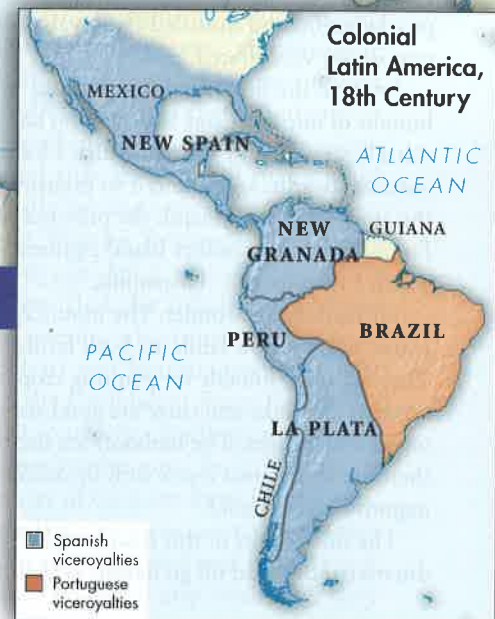 Colonial
Latin America,
18th Century
MEXICO
NEW SPAIN
ATLANTIC
OCEAN
NEW
GRANADA
GUIANA
PERU
BRAZIL
PACIFIC
OCEAN
LA PLATA
CHILE
Spanish
viceroyalties
Portuguese
viceroyalties